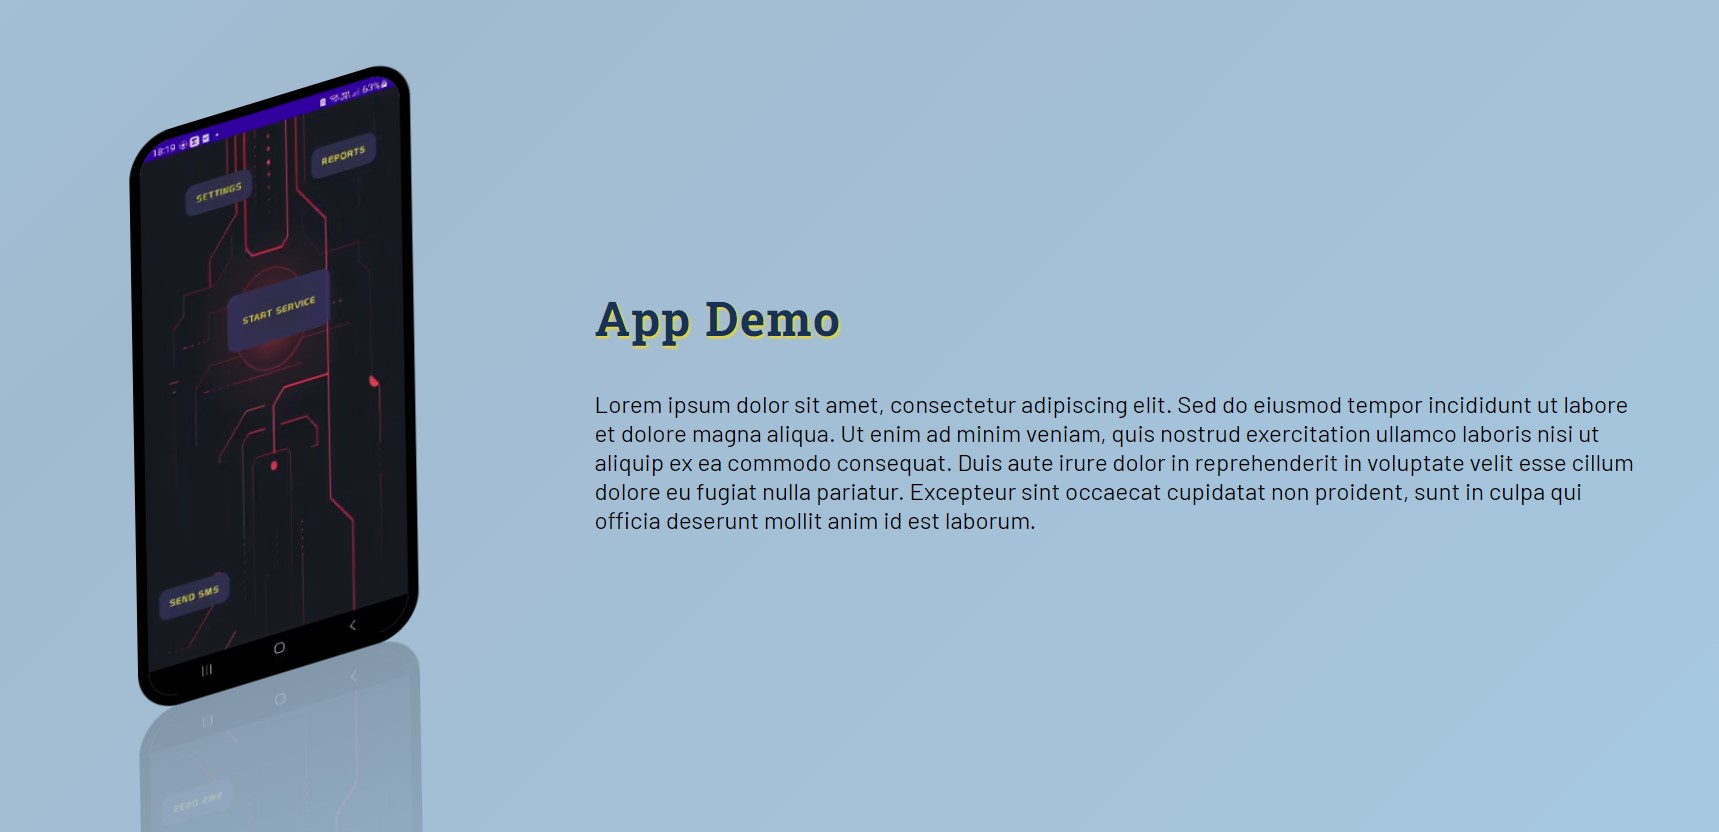 18:19
63%
REPORTS
SETTINGS
START SERVICE
SEND SMS
App Demo
Lorem ipsum dolor sit amet, consectetur adipiscing elit. Sed do eiusmod tempor incididunt ut labore
et dolore magna aliqua. Ut enim ad minim veniam, quis nostrud exercitation ullamco laboris nisi ut
aliquip ex ea commodo consequat. Duis aute irure dolor in reprehenderit in voluptate velit esse cillum
dolore eu fugiat nulla pariatur. Excepteur sint occaecat cupidatat non proident, sunt in culpa qui
officia deserunt mollit anim id est laborum.
SEND SMS